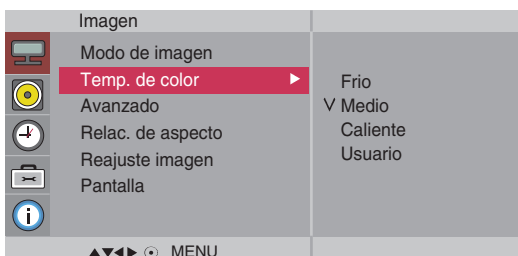 Imagen
Modo de imagen
Temp. de color
Avanzado
Relac. de aspecto
Reajuste imagen
Pantalla
Frio
Medio
Caliente
Usuario
MENU